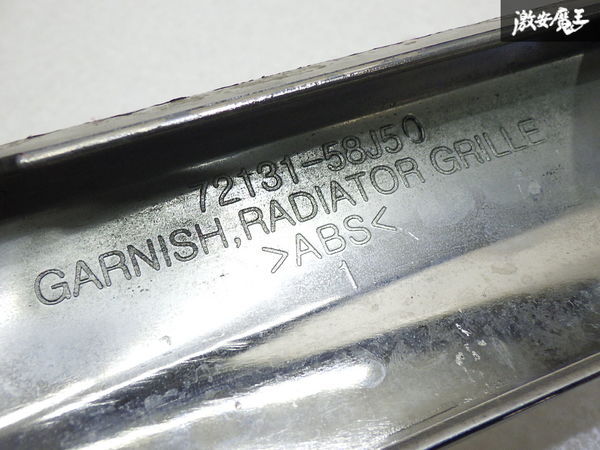 激安魔王
72131-58J50
GARNISH, RADIATOR GRILLE
>ABS<
1